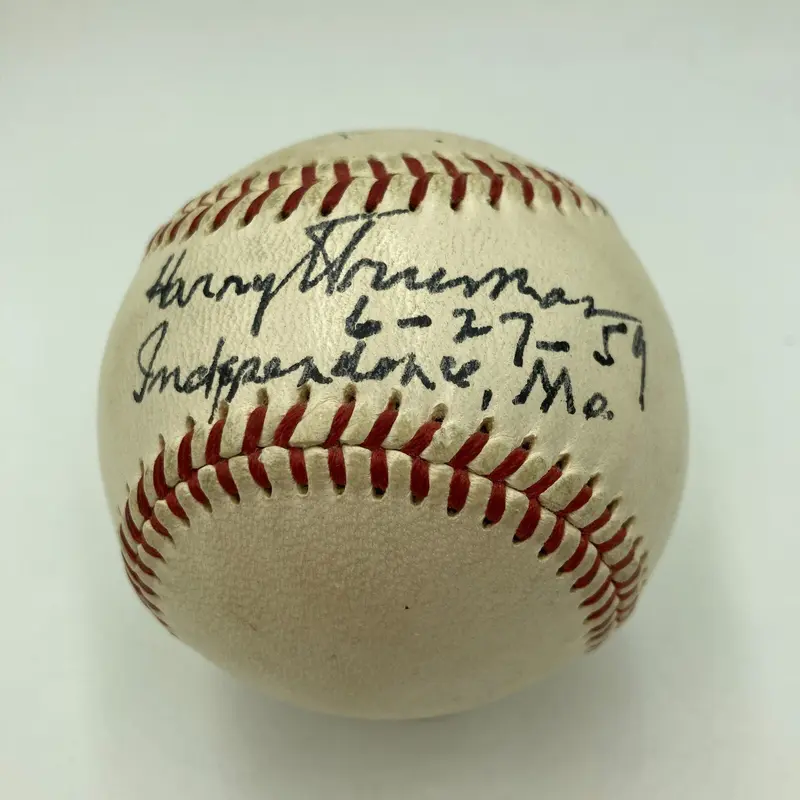 Harry S Truman
6-27-59
Independence, Mo.